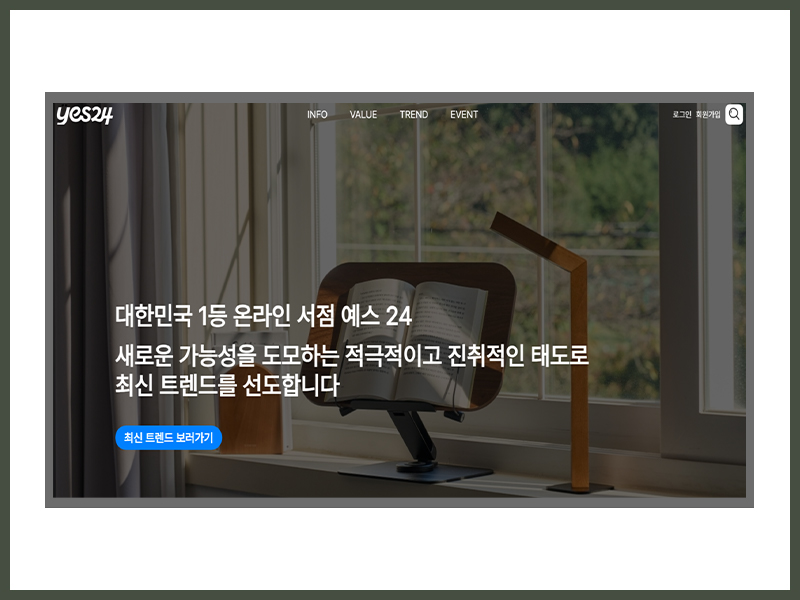 yes24
INFO VALUE TREND EVENT
로그인 회원가입
대한민국 1등 온라인 서점 예스 24
새로운 가능성을 도모하는 적극적이고 진취적인 태도로
최신 트렌드를 선도합니다
최신 트렌드 보러가기